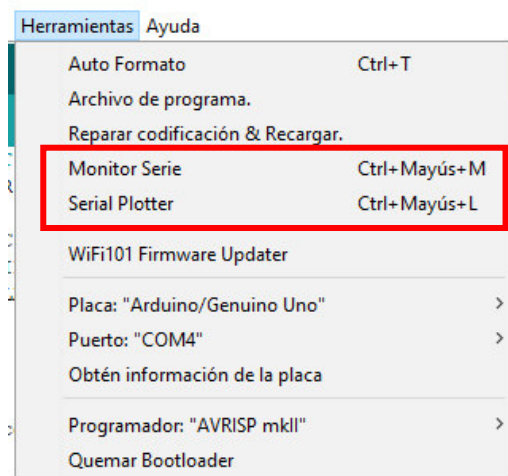 Herramientas Ayuda
Auto Formato Ctrl+T
Archivo de programa.
Reparar codificación & Recargar.
Monitor Serie Ctrl+Mayús+M
Serial Plotter Ctrl+Mayús+L
WiFi101 Firmware Updater
Placa: "Arduino/Genuino Uno"
Puerto: "COM4"
Obtén información de la placa
Programador: "AVRISP mkII"
Quemar Bootloader